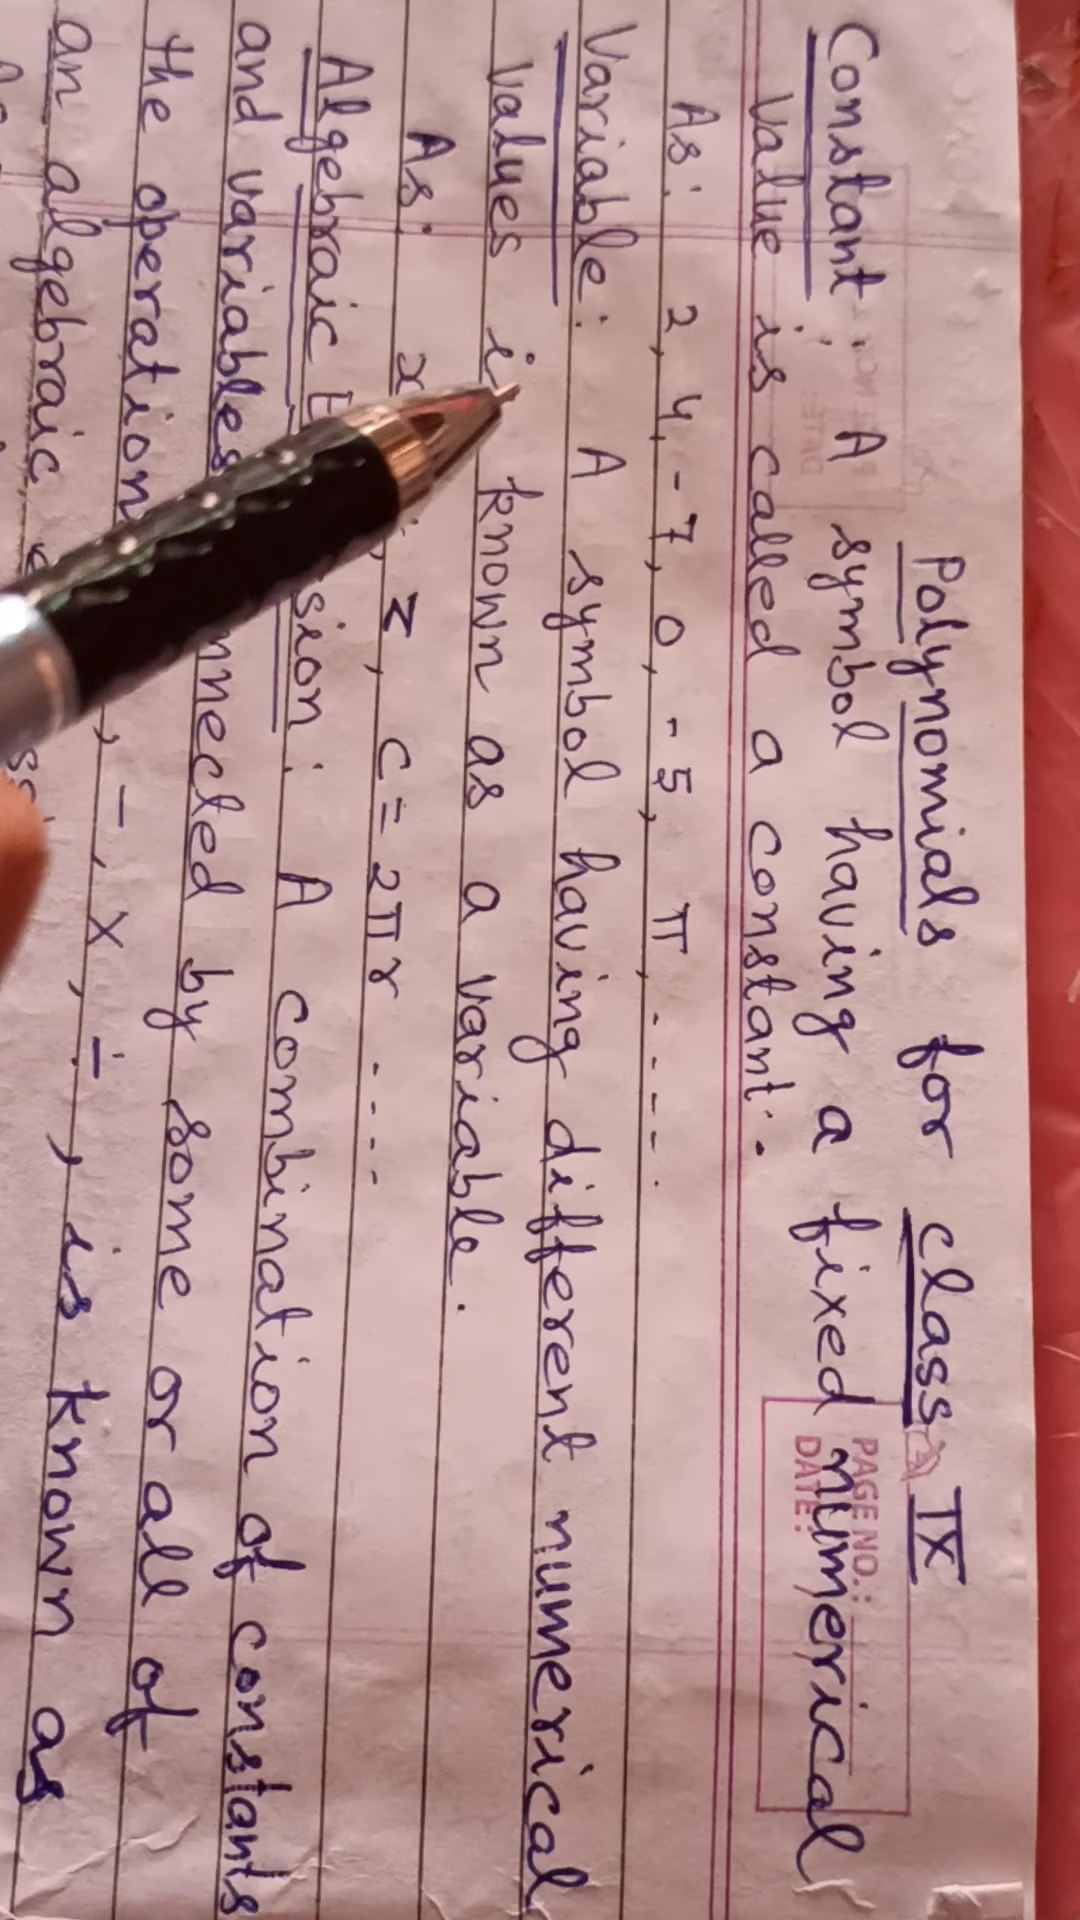 Polynomials for class IX
PAGE NO.:
DATE:
Constant : A symbol having a fixed numerical
value is called a constant.
As: 2, 4, -7, 0, -5, π, - - - - .
Variable: A symbol having different numerical
values is known as a variable.
As: x z, c = 2πr - - - -
Algebraic : A combination of constants
and variables by some or all of
the operation , -, ×, ÷, is known as
an algebraic